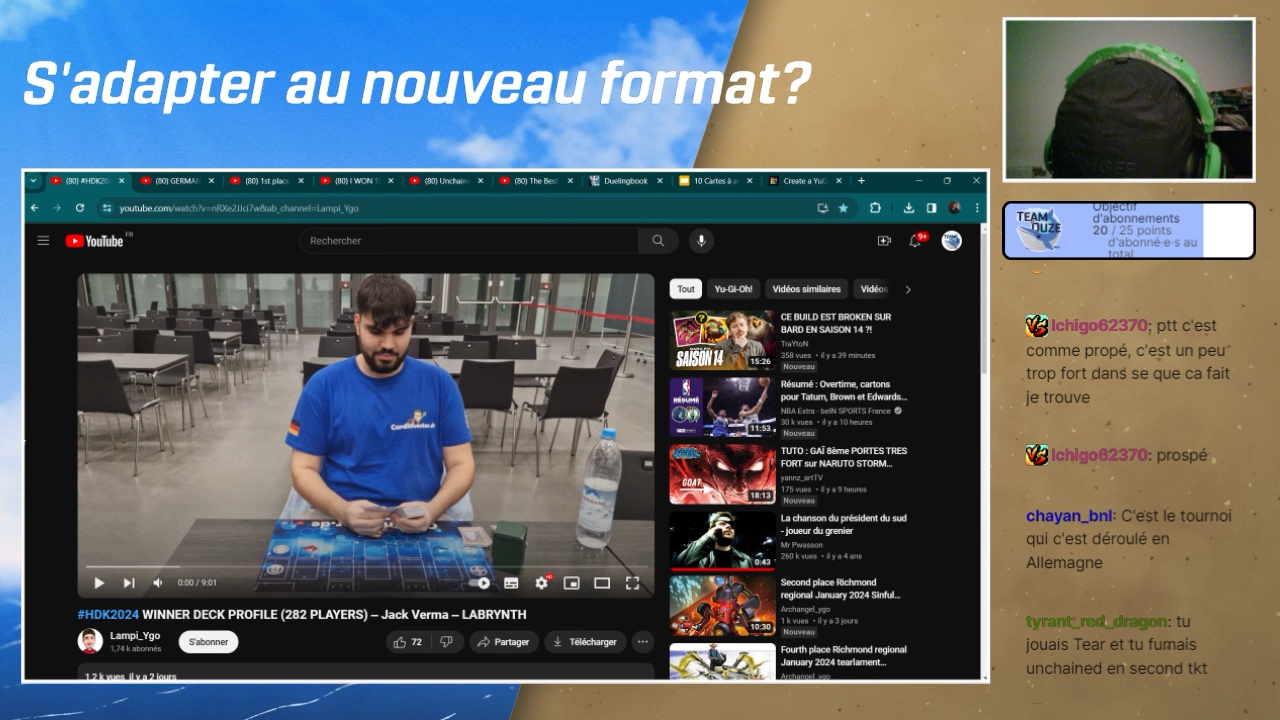 S'adapter au nouveau format?
(80) #HDK20
(80) GERMAN
(80) 1st place
(80) I WON T
(80) Unchain
(80) The Best
Duelingbook
10 Cartes à a
Create a YuG
youtube.com/watch?v=nRXe2JJci7w&ab_channel=Lampi_Ygo
YouTube FR
Rechercher
9+
Tout
Yu-Gi-Oh!
Vidéos similaires
Vidéos
CE BUILD EST BROKEN SUR
BARD EN SAISON 14 ?!
TraYtoN
358 vues • il y a 39 minutes
Nouveau
SAISON 14
15:26
Résumé : Overtime, cartons
pour Tatum, Brown et Edwards…
NBA Extra - beIN SPORTS France
30 k vues • il y a 10 heures
Nouveau
RÉSUMÉ
11:53
TUTO : GAÏ 8ème PORTES TRES
FORT sur NARUTO STORM…
yannz_artTV
175 vues • il y a 9 heures
Nouveau
GOAT
18:13
La chanson du président du sud
- joueur du grenier
Mr Pwasson
260 k vues • il y a 4 ans
0:43
Second place Richmond
regional January 2024 Sinful…
Archangel_ygo
1 k vues • il y a 3 jours
Nouveau
10:30
Fourth place Richmond regional
January 2024 tearlament…
Archangel_ygo
0:00 / 9:01
#HDK2024 WINNER DECK PROFILE (282 PLAYERS) – Jack Verma – LABRYNTH
Lampi_Ygo
1,74 k abonnés
S'abonner
72
Partager
Télécharger
1,2 k vues il y a 2 jours
TEAM
OUZE
Objectif
d'abonnements
20 / 25 points
d'abonné·e·s au
total
Ichigo62370: ptt c'est
comme propé, c'est un peu
trop fort dans se que ca fait
je trouve
Ichigo62370: prospé
chayan_bnl: C'est le tournoi
qui c'est déroulé en
Allemagne
tyrant_red_dragon: tu
jouais Tear et tu fumais
unchained en second tkt